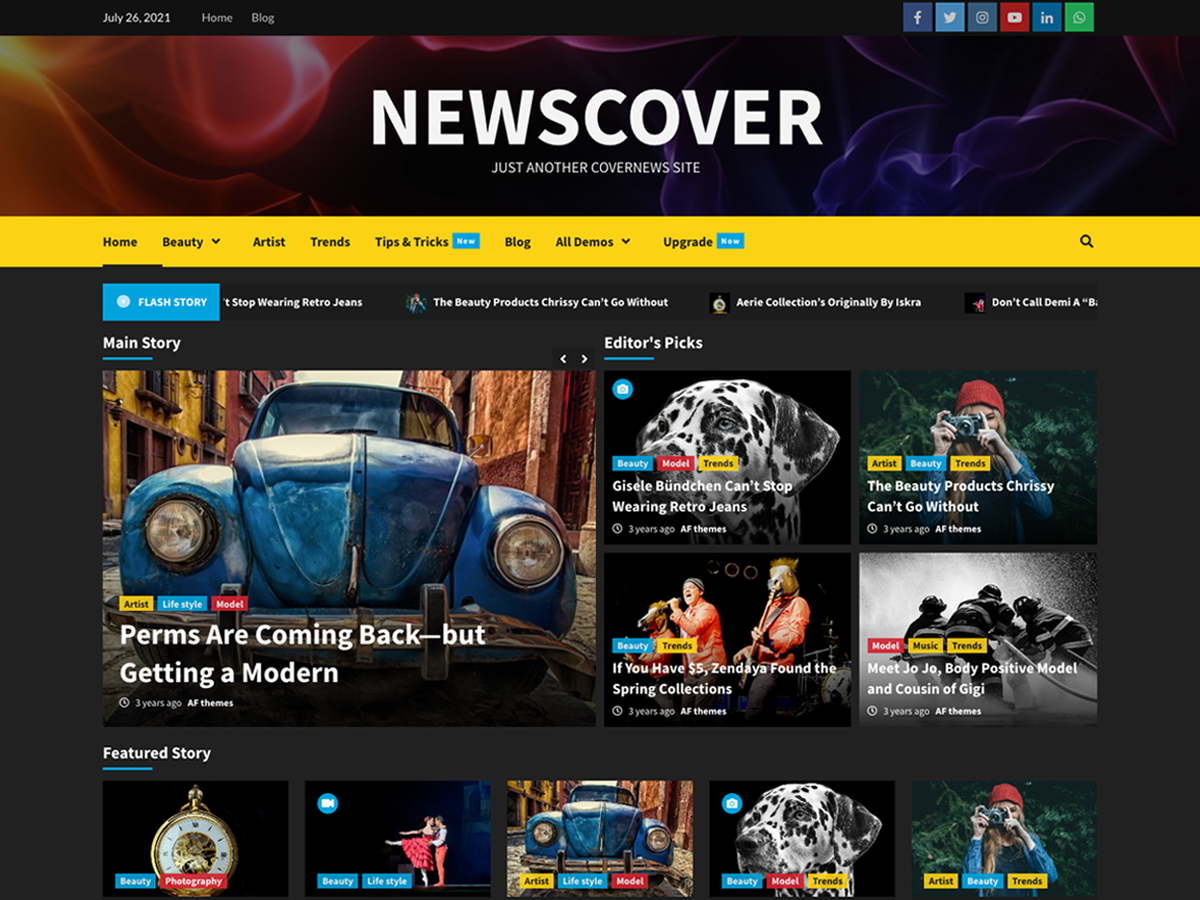 July 26, 2021 Home Blog
NEWSCOVER
JUST ANOTHER COVERNEWS SITE
Home Beauty Artist Trends Tips & Tricks New Blog All Demos Upgrade Now
FLASH STORY 't Stop Wearing Retro Jeans The Beauty Products Chrissy Can't Go Without Aerie Collection's Originally By Iskra Don't Call Demi A “Ba
Main Story
Editor's Picks
Artist Life style Model
Perms Are Coming Back—but
Getting a Modern
3 years ago AF themes
Beauty Model Trends
Gisele Bündchen Can't Stop
Wearing Retro Jeans
3 years ago AF themes
Artist Beauty Trends
The Beauty Products Chrissy
Can't Go Without
3 years ago AF themes
Beauty Trends
If You Have $5, Zendaya Found the
Spring Collections
3 years ago AF themes
Model Music Trends
Meet Jo Jo, Body Positive Model
and Cousin of Gigi
3 years ago AF themes
Featured Story
Beauty Photography
Beauty Life style
Artist Life style Model
Beauty Model Trends
Artist Beauty Trends